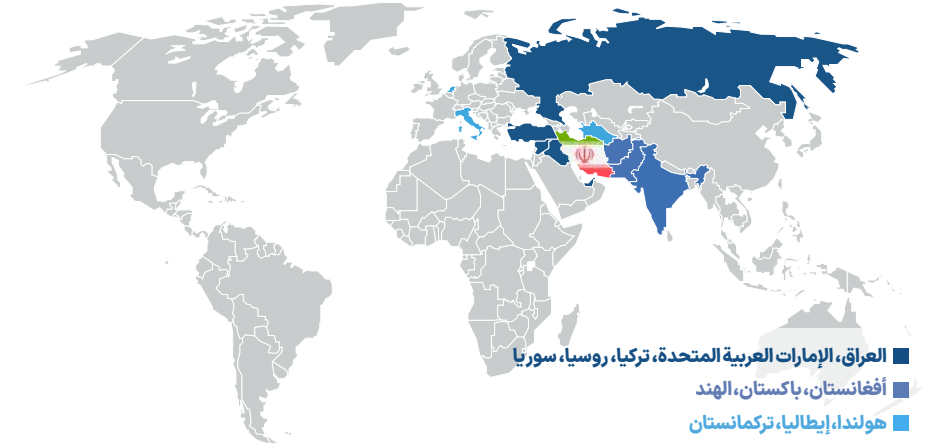 العراق، الإمارات العربية المتحدة، تركيا، روسيا، سوريا
أفغانستان، باكستان، الهند
هولندا، إيطاليا، تركمانستان